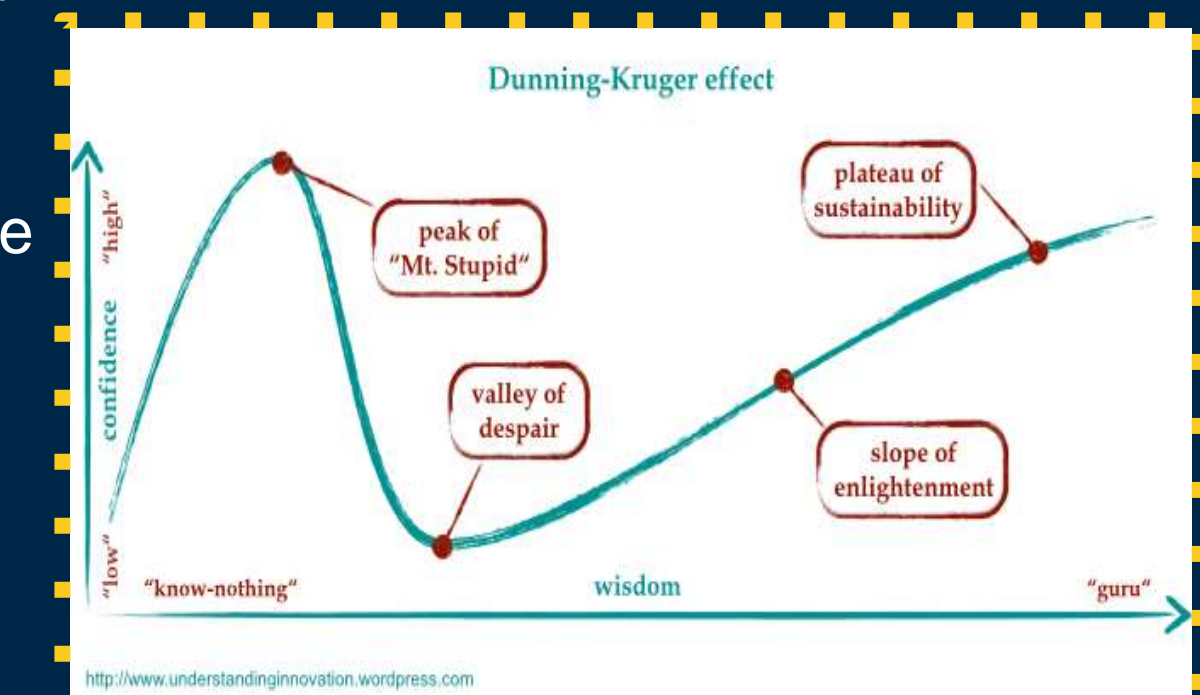 Dunning-Kruger effect
e
"high"
confidence
"low"
peak of
"Mt. Stupid"
plateau of
sustainability
valley of
despair
slope of
enlightenment
"know-nothing"
wisdom
"guru"
http://www.understandinginnovation.wordpress.com